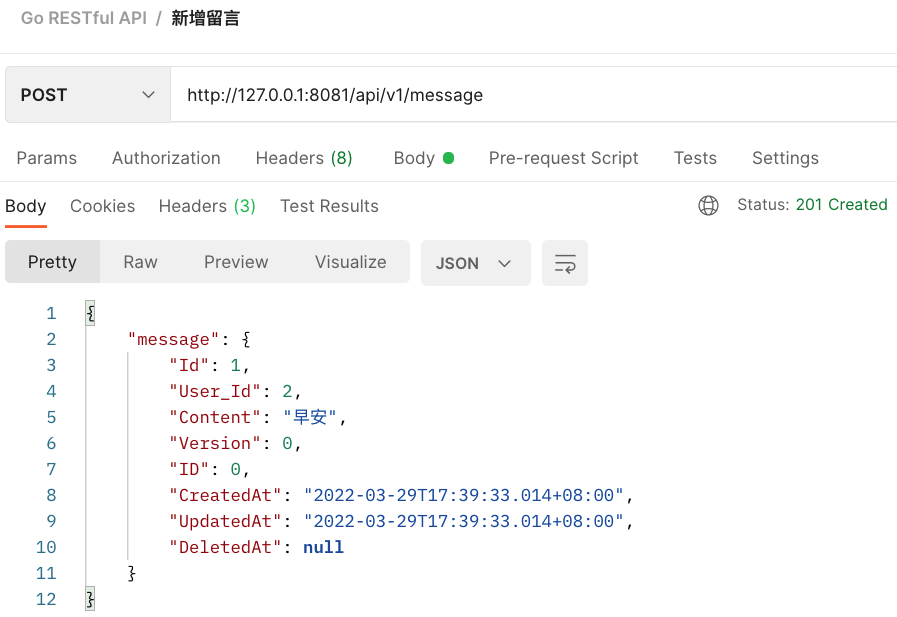 Go RESTful API / 新增留言
POST http://127.0.0.1:8081/api/v1/message
Params Authorization Headers (8) Body Pre-request Script Tests Settings
Body Cookies Headers (3) Test Results Status: 201 Created
Pretty Raw Preview Visualize JSON
1 {
2 "message": {
3 "Id": 1,
4 "User_Id": 2,
5 "Content": "早安",
6 "Version": 0,
7 "ID": 0,
8 "CreatedAt": "2022-03-29T17:39:33.014+08:00",
9 "UpdatedAt": "2022-03-29T17:39:33.014+08:00",
10 "DeletedAt": null
11 }
12 }